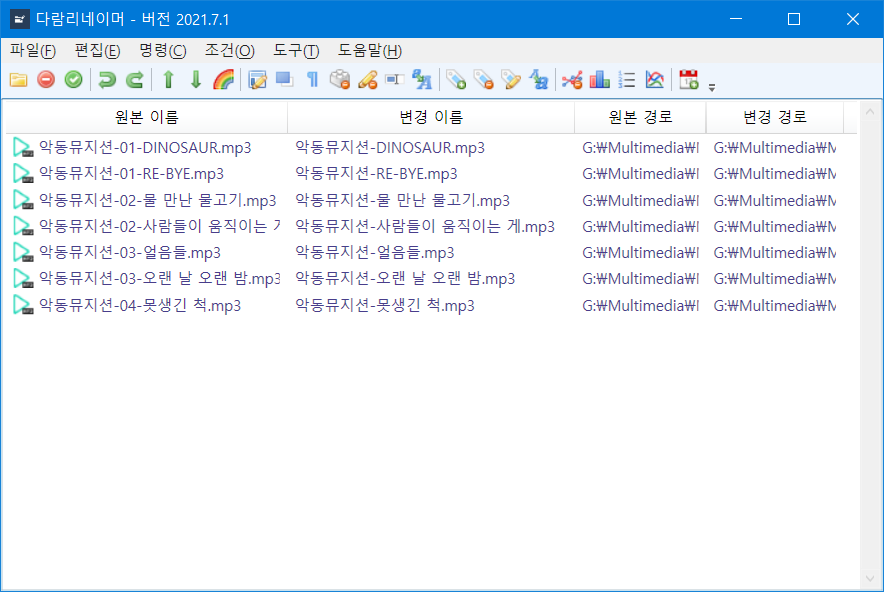 다람리네이머 - 버전 2021.7.1
파일(F) 편집(E) 명령(C) 조건(O) 도구(T) 도움말(H)
원본 이름 변경 이름 원본 경로 변경 경로
악동뮤지션-01-DINOSAUR.mp3 악동뮤지션-DINOSAUR.mp3 G:₩Multimedia₩ G:₩Multimedia₩M
악동뮤지션-01-RE-BYE.mp3 악동뮤지션-RE-BYE.mp3 G:₩Multimedia₩ G:₩Multimedia₩M
악동뮤지션-02-물 만난 물고기.mp3 악동뮤지션-물 만난 물고기.mp3 G:₩Multimedia₩ G:₩Multimedia₩M
악동뮤지션-02-사람들이 움직이는 악동뮤지션-사람들이 움직이는 게.mp3 G:₩Multimedia₩ G:₩Multimedia₩M
악동뮤지션-03-얼음들.mp3 악동뮤지션-얼음들.mp3 G:₩Multimedia₩ G:₩Multimedia₩M
악동뮤지션-03-오랜 날 오랜 밤.mp3 악동뮤지션-오랜 날 오랜 밤.mp3 G:₩Multimedia₩ G:₩Multimedia₩M
악동뮤지션-04-못생긴 척.mp3 악동뮤지션-못생긴 척.mp3 G:₩Multimedia₩ G:₩Multimedia₩M